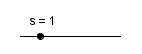 s = 1